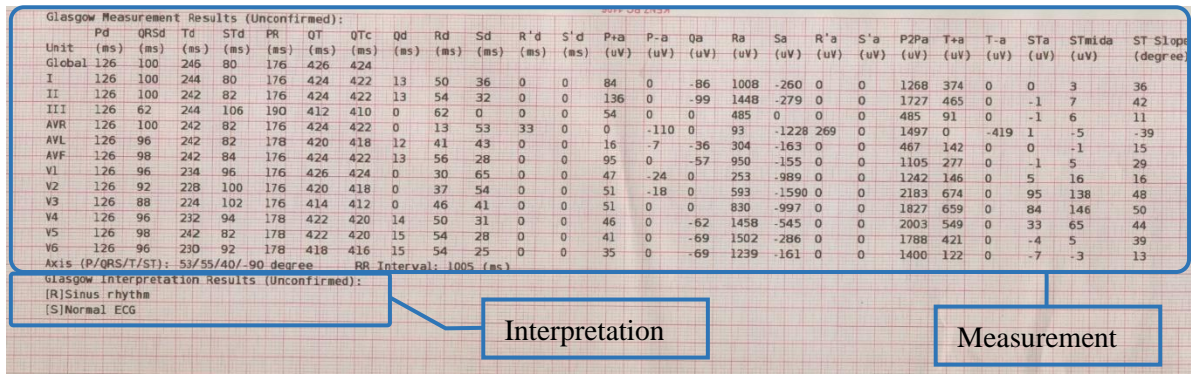 Glasgow Measurement Results (Unconfirmed):
Pd QRSd Td STd PR QT QTc Qd Rd Sd R'd S'd P+a P-a Qa Ra Sa R'a S'a P2Pa T+a T-a STa STmida ST Slope
Unit (ms) (ms) (ms) (ms) (ms) (ms) (ms) (ms) (ms) (ms) (ms) (ms) (uV) (uV) (uV) (uV) (uV) (uV) (uV) (uV) (uV) (uV) (uV) (uV) (degree)
Global 126 100 246 80 176 426 424
I 126 100 244 80 176 424 422 13 50 36 0 0 84 0 -86 1008 -260 0 0 1268 374 0 0 3 36
II 126 100 242 82 176 424 422 13 54 32 0 0 136 0 -99 1448 -279 0 0 1727 465 0 -1 7 42
III 126 62 244 106 190 412 410 0 62 0 0 0 54 0 0 485 0 0 0 485 91 0 -1 6 11
AVR 126 100 242 82 176 424 422 0 13 53 33 0 0 -110 0 93 -1228 269 0 1497 0 -419 1 -5 -39
AVL 126 96 242 82 178 420 418 12 41 43 0 0 16 -7 -36 304 -163 0 0 467 142 0 0 -1 15
AVF 126 98 242 84 176 424 422 13 56 28 0 0 95 0 -57 950 -155 0 0 1105 277 0 -1 5 29
V1 126 96 234 96 176 426 424 0 30 65 0 0 47 -24 0 253 -989 0 0 1242 146 0 5 16 16
V2 126 92 228 100 176 420 418 0 37 54 0 0 51 -18 0 593 -1590 0 0 2183 674 0 95 138 48
V3 126 88 224 102 176 414 412 0 46 41 0 0 51 0 0 830 -997 0 0 1827 659 0 84 146 50
V4 126 96 232 94 178 422 420 14 50 31 0 0 46 0 -62 1458 -545 0 0 2003 549 0 33 65 44
V5 126 98 242 82 178 422 420 15 54 28 0 0 41 0 -69 1502 -286 0 0 1788 421 0 -4 5 39
V6 126 96 230 92 178 418 416 15 54 25 0 0 35 0 -69 1239 -161 0 0 1400 122 0 -7 -3 13
Axis (P/QRS/T/ST): 53/55/40/-90 degree RR Interval: 1005 (ms)
Glasgow Interpretation Results (Unconfirmed):
[R]Sinus rhythm
[S]Normal ECG
Interpretation
Measurement